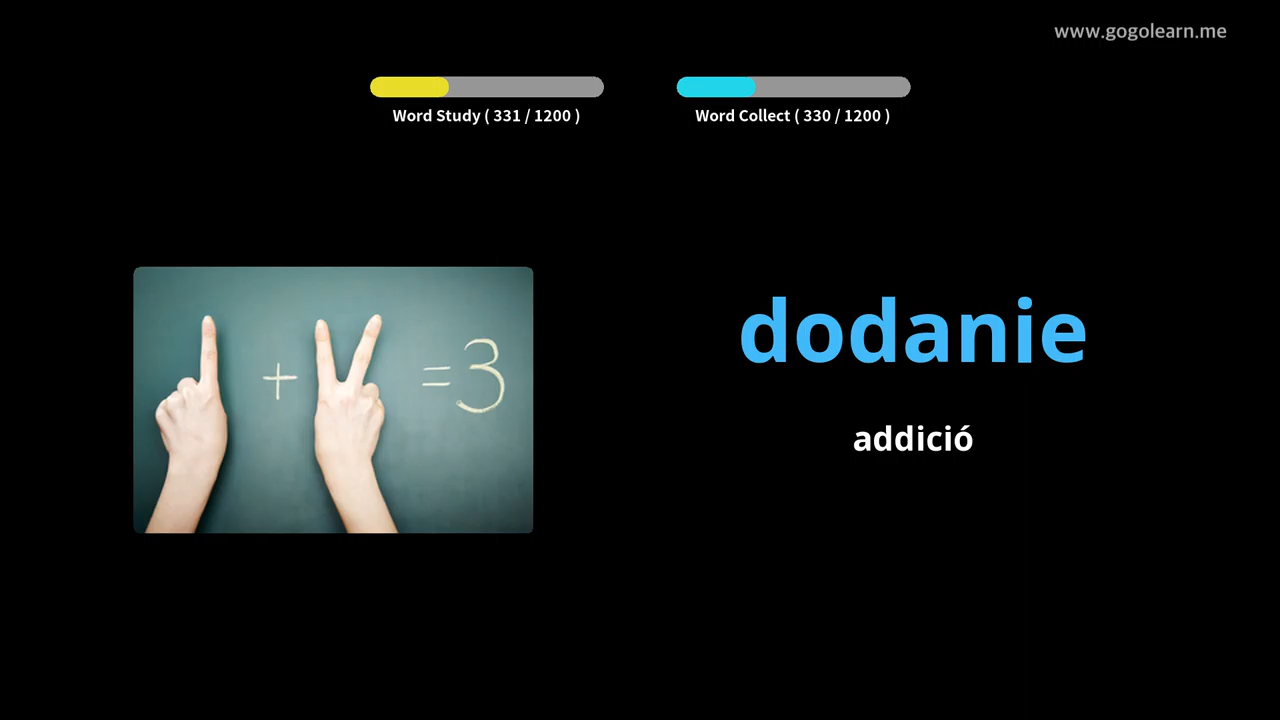 www.gogolearn.me
Word Study ( 331 / 1200 )
Word Collect ( 330 / 1200 )
+ = 3
dodanie
addició